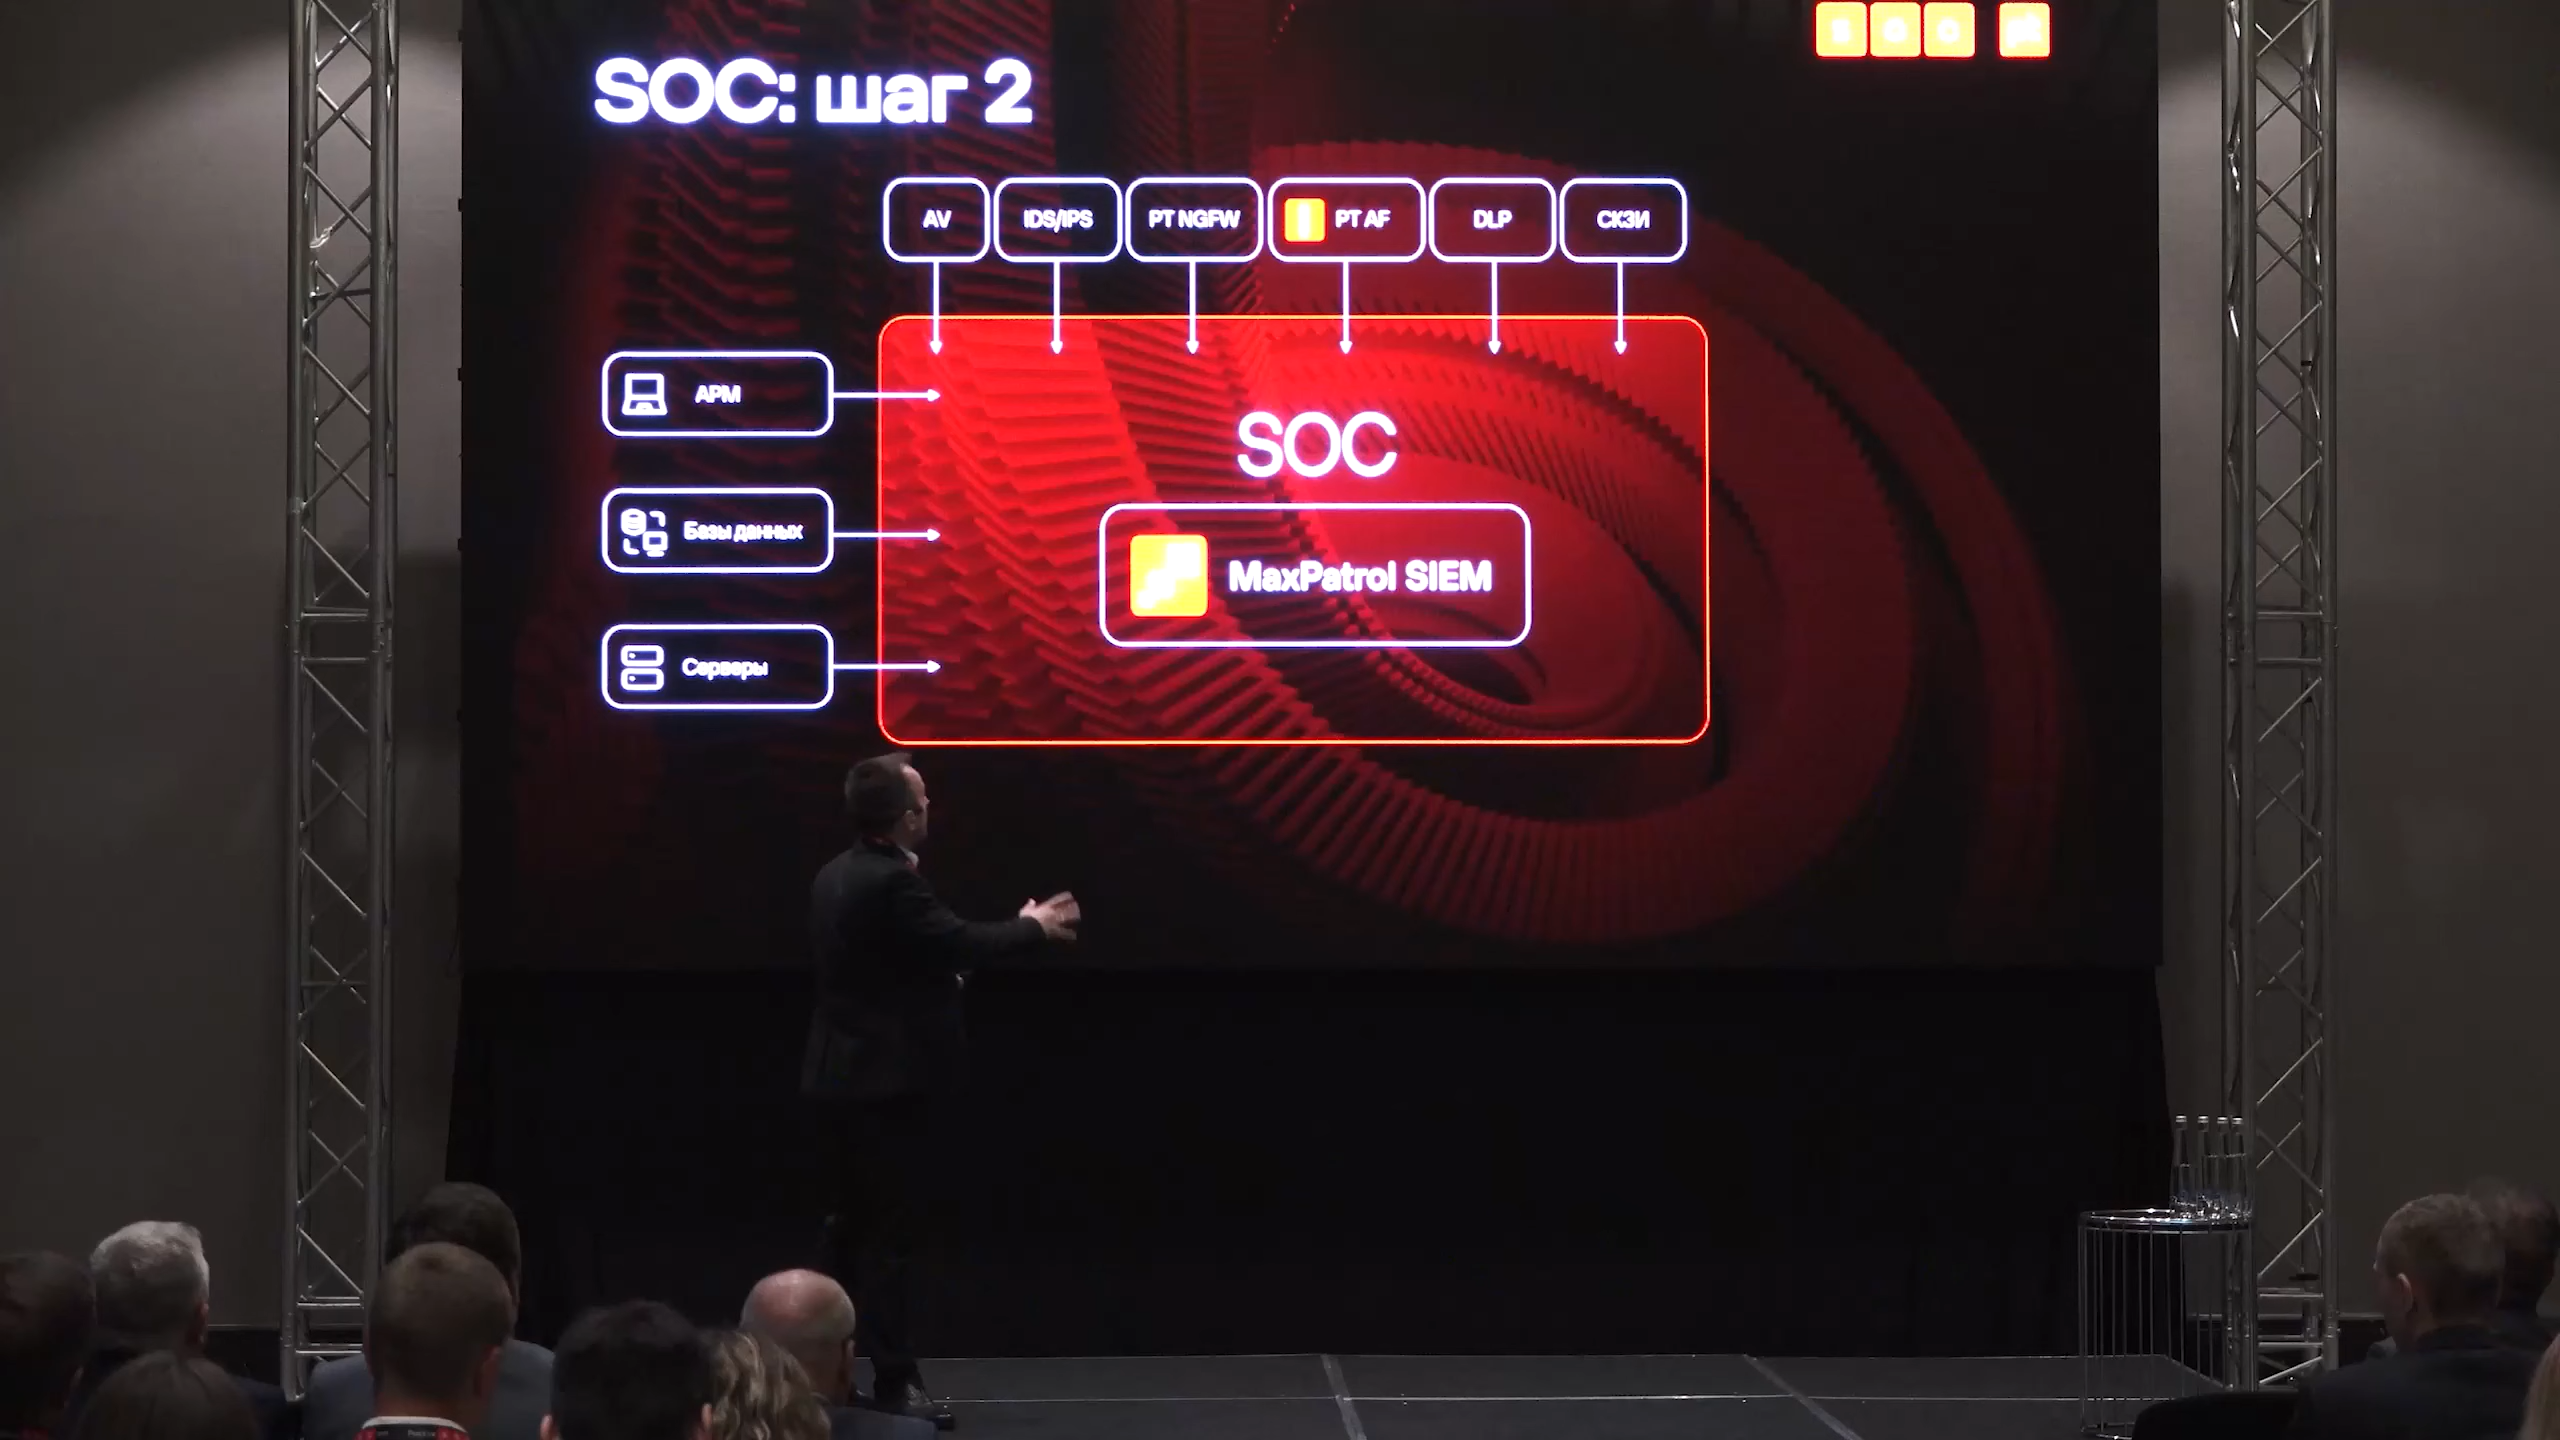 SOC: шаг 2
AV
IDS/IPS
PT NGFW
PT AF
DLP
СКЗИ
АРМ
Базы данных
Серверы
SOC
MaxPatrol SIEM